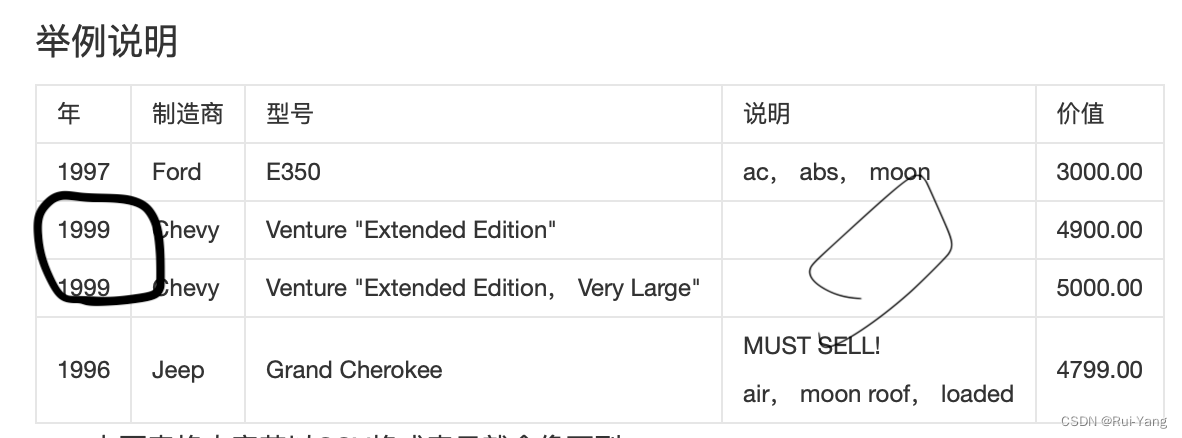 举例说明
年 制造商 型号 说明 价值
1997 Ford E350 ac， abs， moon 3000.00
1999 Chevy Venture "Extended Edition" 4900.00
1999 Chevy Venture "Extended Edition， Very Large" 5000.00
1996 Jeep Grand Cherokee MUST SELL!
air， moon roof， loaded 4799.00
CSDN @Rui-Yang